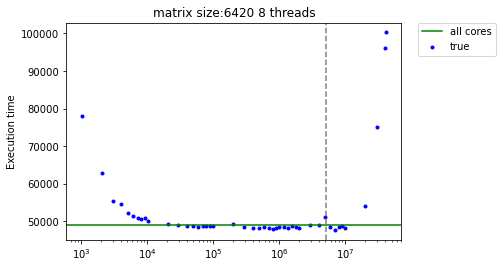 matrix size:6420 8 threads
all cores
true
Execution time
100000
90000
80000
70000
60000
50000
10³ 10⁴ 10⁵ 10⁶ 10⁷